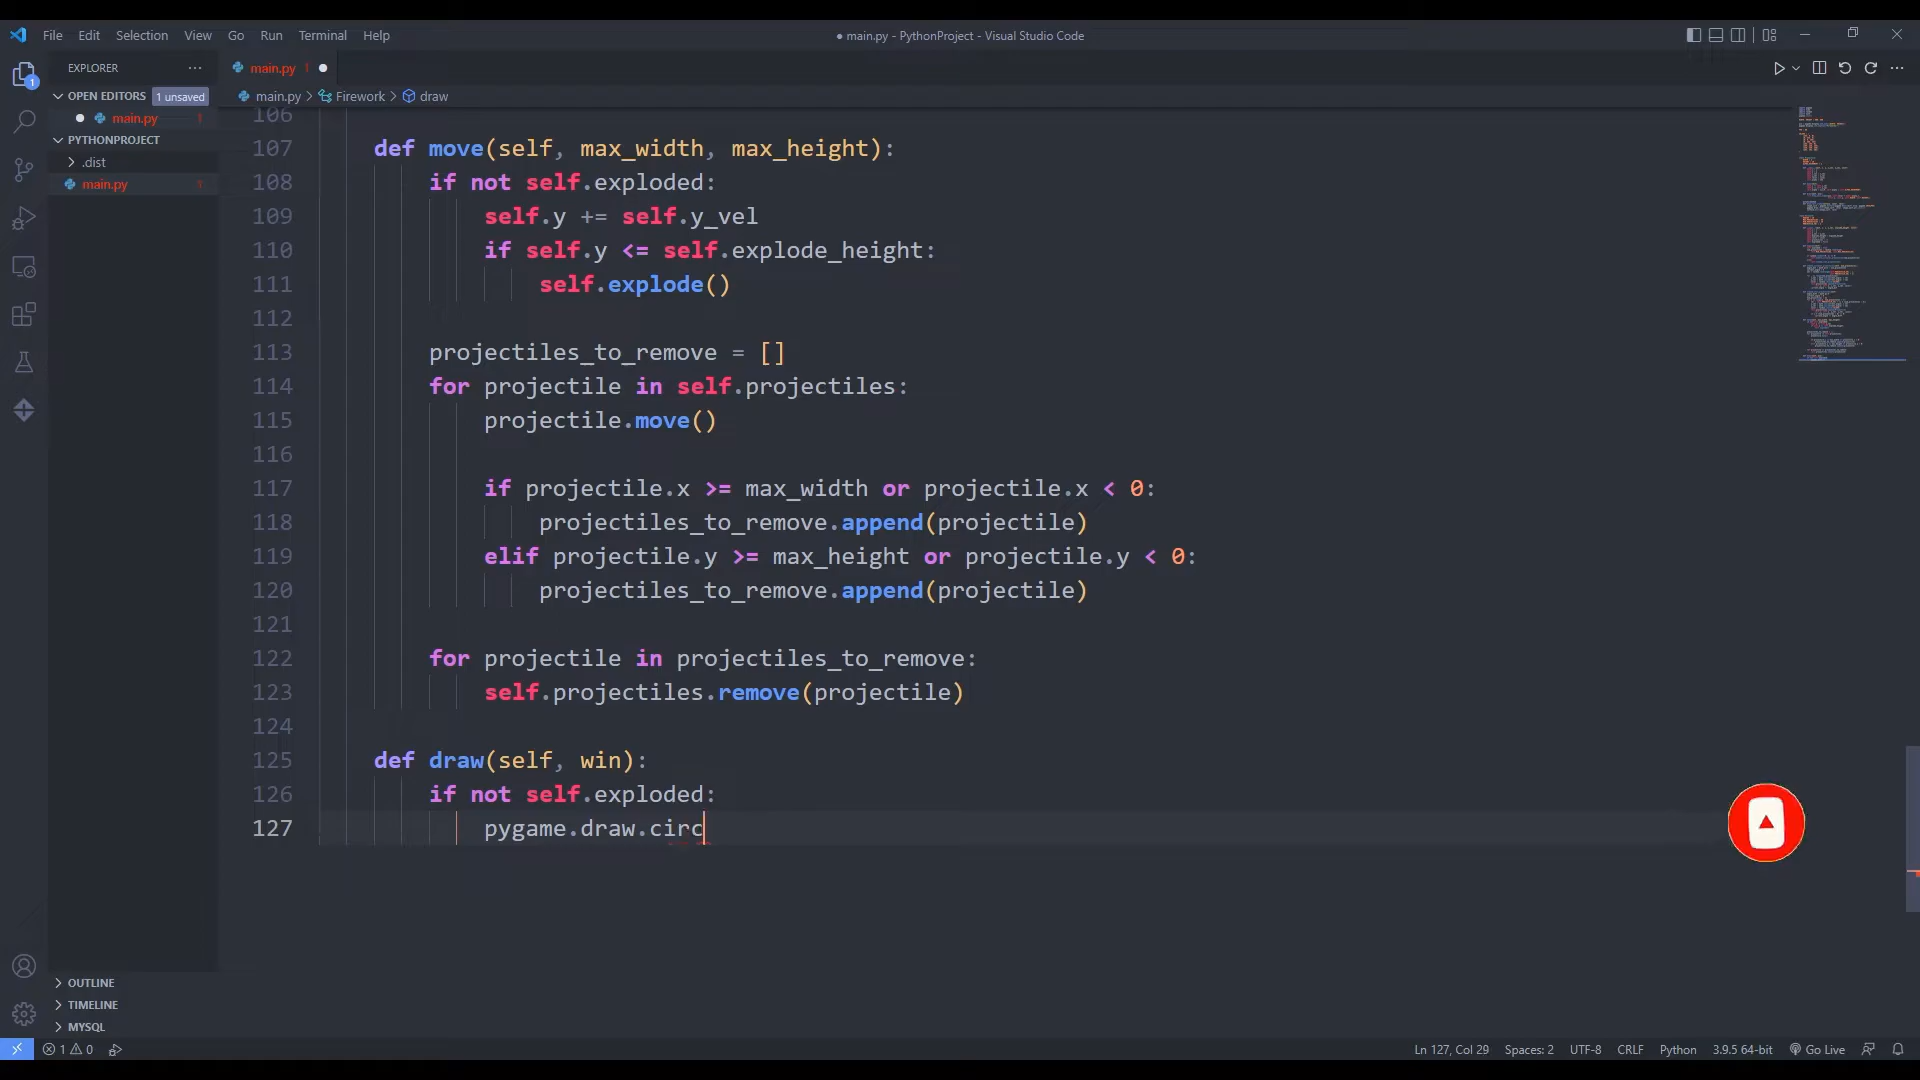 File Edit Selection View Go Run Terminal Help
● main.py - PythonProject - Visual Studio Code
EXPLORER ···
main.py ! ●
OPEN EDITORS 1 unsaved
main.py > Firework > draw
● main.py
PYTHONPROJECT
> .dist
main.py
106
107 def move(self, max_width, max_height):
108 if not self.exploded:
109 self.y += self.y_vel
110 if self.y <= self.explode_height:
111 self.explode()
112
113 projectiles_to_remove = []
114 for projectile in self.projectiles:
115 projectile.move()
116
117 if projectile.x >= max_width or projectile.x < 0:
118 projectiles_to_remove.append(projectile)
119 elif projectile.y >= max_height or projectile.y < 0:
120 projectiles_to_remove.append(projectile)
121
122 for projectile in projectiles_to_remove:
123 self.projectiles.remove(projectile)
124
125 def draw(self, win):
126 if not self.exploded:
127 pygame.draw.circ
OUTLINE
TIMELINE
MYSQL
1 0 Ln 127, Col 29 Spaces: 2 UTF-8 CRLF Python 3.9.5 64-bit Go Live